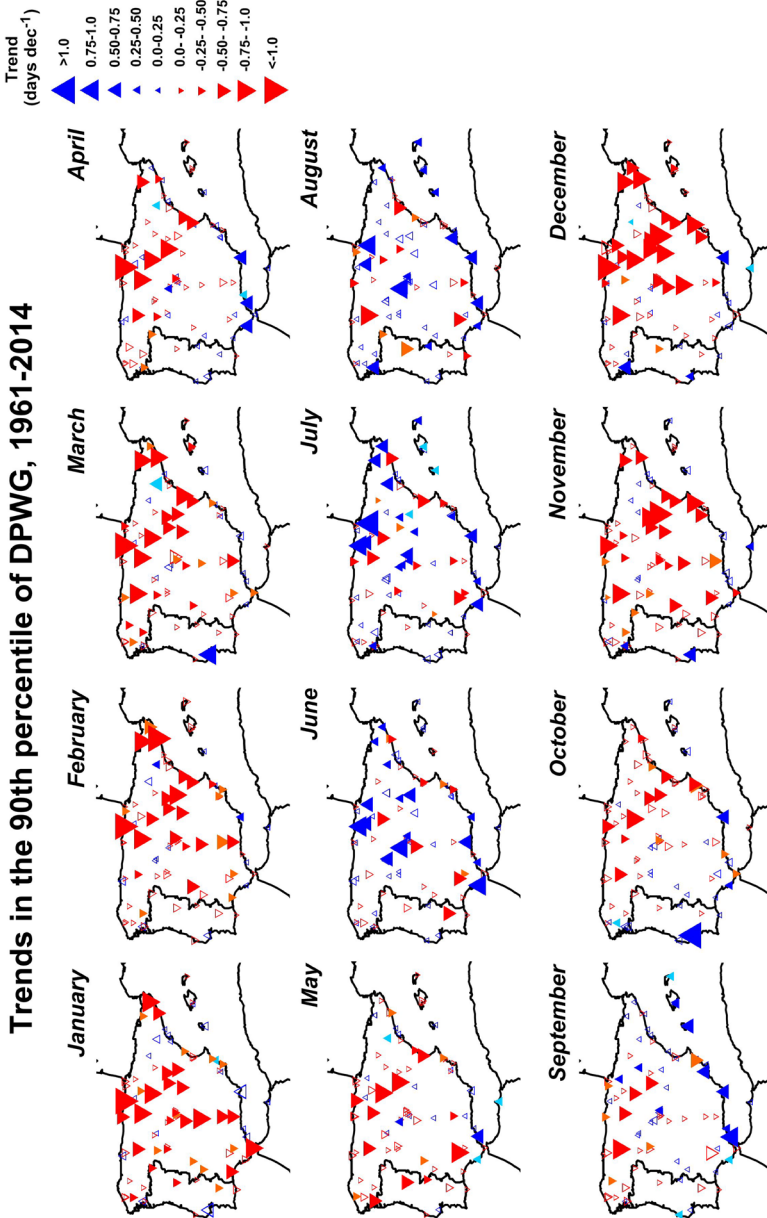 Trends in the 90th percentile of DPWG, 1961-2014
January
February
March
April
May
June
July
August
September
October
November
December
Trend
(days dec-1)
>1.0
0.75-1.0
0.50-0.75
0.25-0.50
0.0-0.25
0.0- -0.25
-0.25- -0.50
-0.50- -0.75
-0.75- -1.0
<-1.0